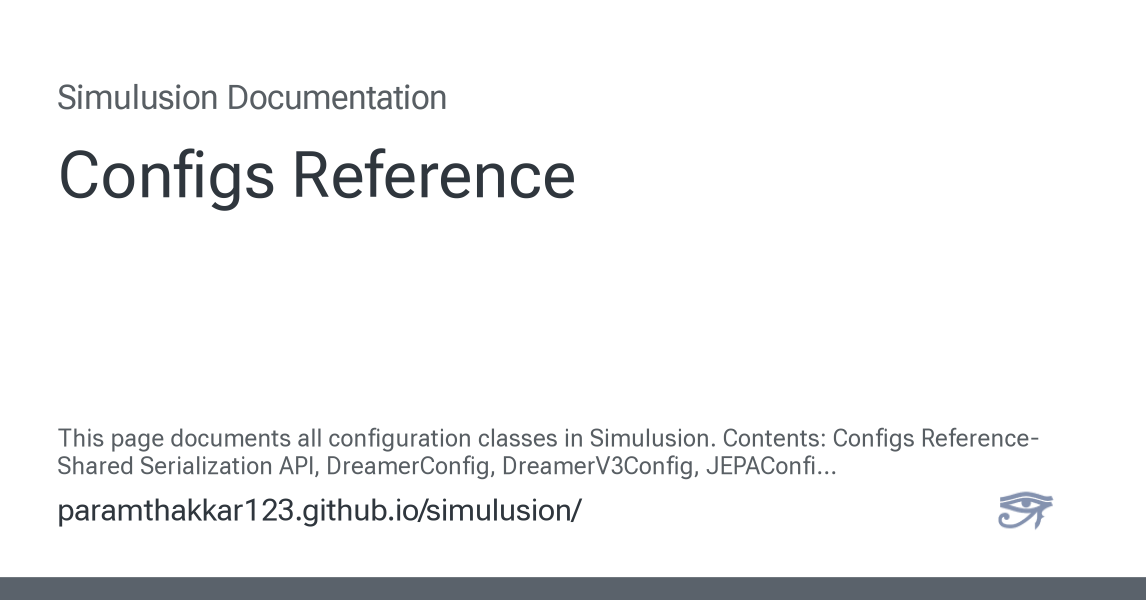 Simulusion Documentation
Configs Reference
This page documents all configuration classes in Simulusion. Contents: Configs Reference-
Shared Serialization API, DreamerConfig, DreamerV3Config, JEPAConfi...
paramthakkar123.github.io/simulusion/